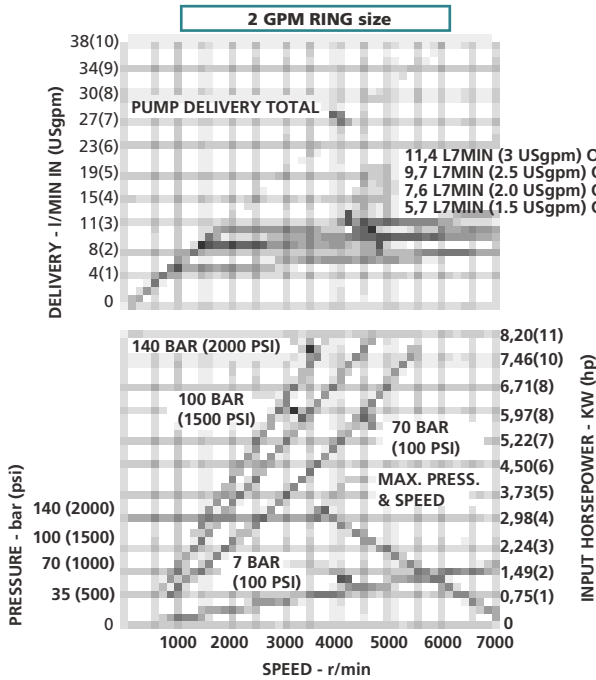 2 GPM RING size
DELIVERY - l/MIN IN (USgpm)
38(10)
34(9)
30(8)
27(7)
23(6)
19(5)
15(4)
11(3)
8(2)
4(1)
0
PUMP DELIVERY TOTAL
11,4 L7MIN (3 USgpm)
9,7 L7MIN (2.5 USgpm)
7,6 L7MIN (2.0 USgpm)
5,7 L7MIN (1.5 USgpm)
PRESSURE - bar (psi)
140 (2000)
100 (1500)
70 (1000)
35 (500)
0
140 BAR (2000 PSI)
100 BAR
(1500 PSI)
70 BAR
(100 PSI)
MAX. PRESS.
& SPEED
7 BAR
(100 PSI)
8,20(11)
7,46(10)
6,71(8)
5,97(8)
5,22(7)
4,50(6)
3,73(5)
2,98(4)
2,24(3)
1,49(2)
0,75(1)
0
INPUT HORSEPOWER - KW (hp)
1000 2000 3000 4000 5000 6000 7000
SPEED - r/min